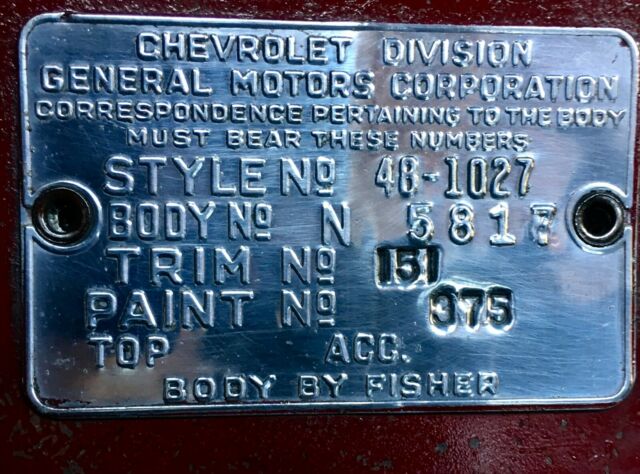 CHEVROLET DIVISION
GENERAL MOTORS CORPORATION
CORRESPONDENCE PERTAINING TO THE BODY
MUST BEAR THESE NUMBERS
STYLE Nº 48-1027
BODY Nº N 5817
TRIM Nº 151
PAINT Nº 375
TOP ACC.
BODY BY FISHER